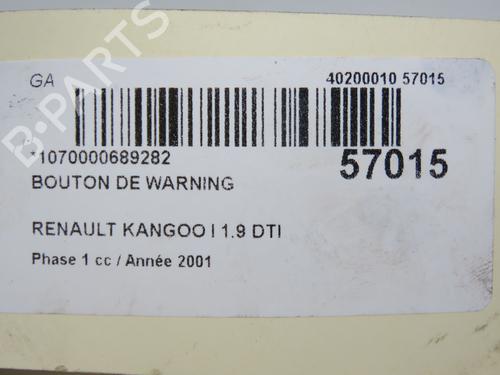 GA
40200010 57015
*1070000689282
57015
BOUTON DE WARNING
RENAULT KANGOO I 1.9 DTI
Phase 1 cc / Année 2001
B-PARTS